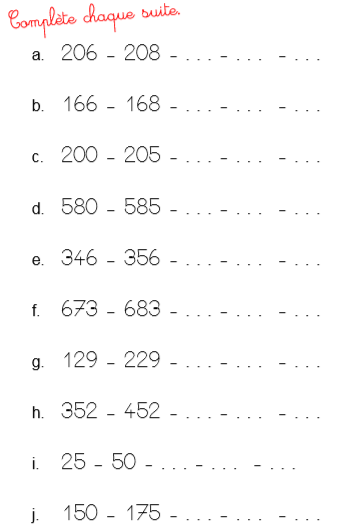 Complète chaque suite.
a. 206 – 208 – ... – ... – ...
b. 166 – 168 – ... – ... – ...
c. 200 – 205 – ... – ... – ...
d. 580 – 585 – ... – ... – ...
e. 346 – 356 – ... – ... – ...
f. 673 – 683 – ... – ... – ...
g. 129 – 229 – ... – ... – ...
h. 352 – 452 – ... – ... – ...
i. 25 – 50 – ... – ... – ...
j. 150 – 175 – ... – ... – ...